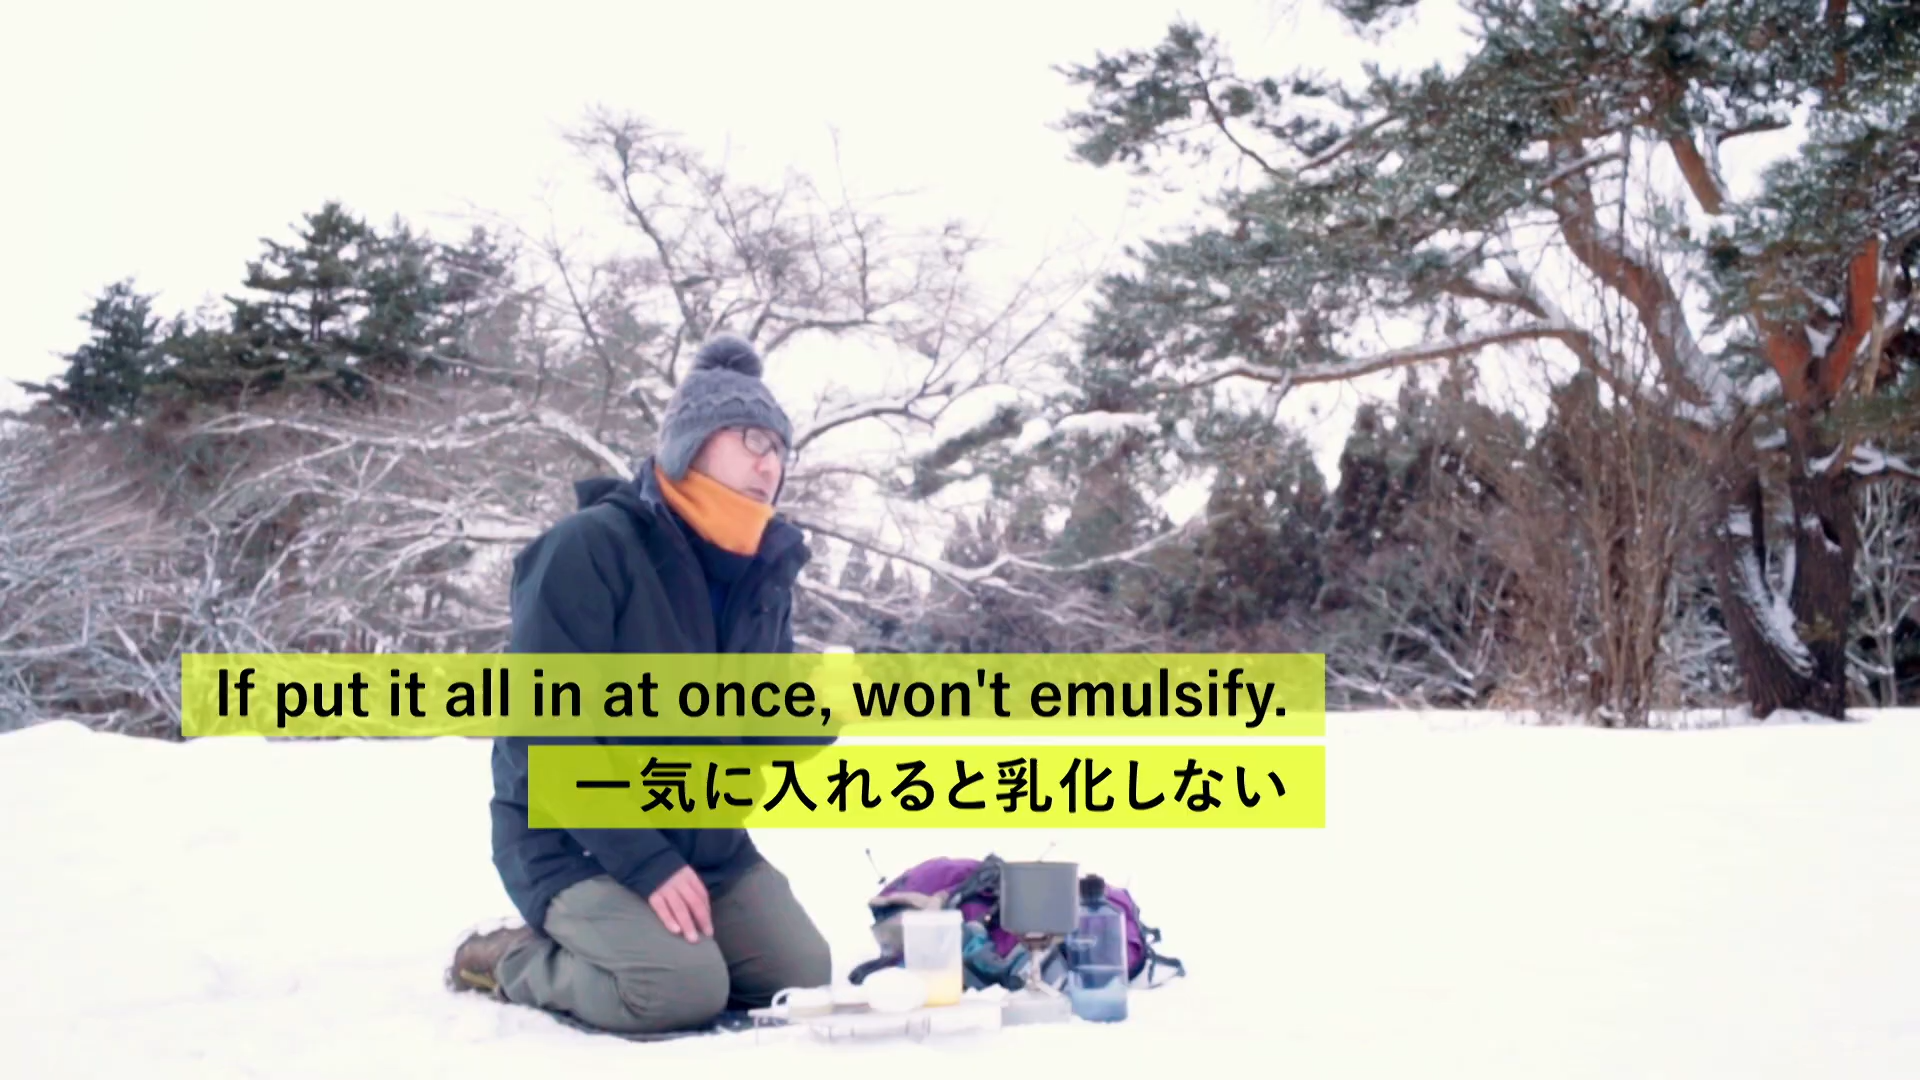 If put it all in at once, won't emulsify.
一気に入れると乳化しない